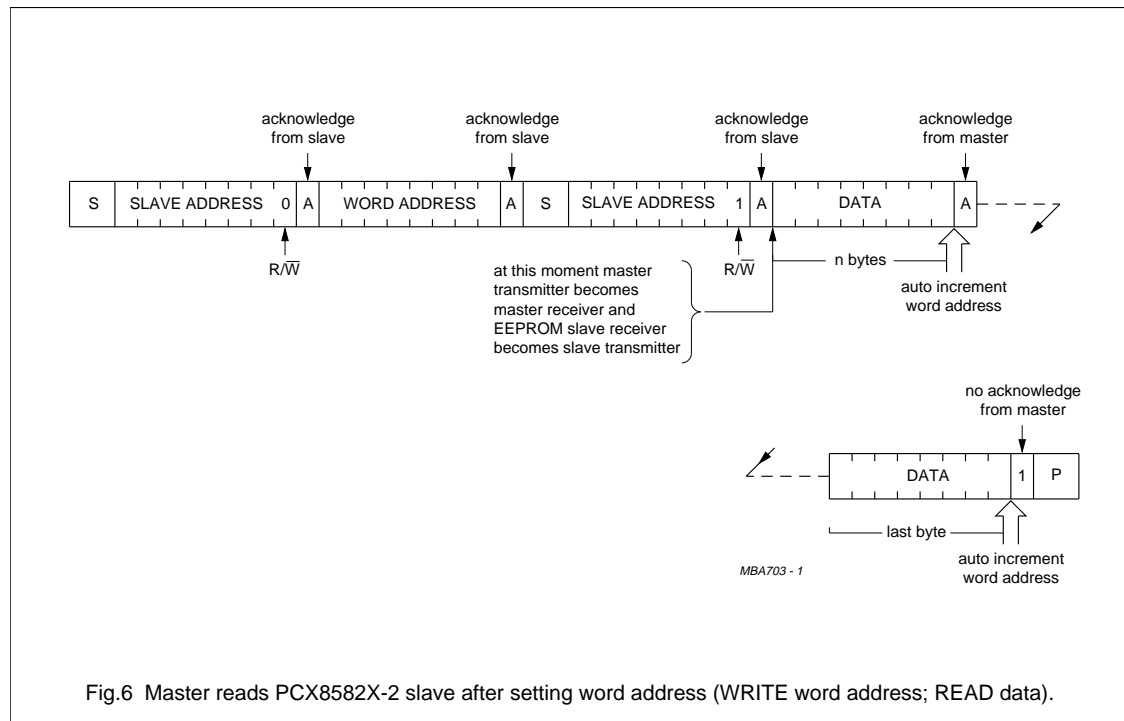 acknowledge
from slave
acknowledge
from slave
acknowledge
from slave
acknowledge
from master
S SLAVE ADDRESS 0 A WORD ADDRESS A S SLAVE ADDRESS 1 A DATA A
R/W̅
R/W̅
n bytes
at this moment master
transmitter becomes
master receiver and
EEPROM slave receiver
becomes slave transmitter
auto increment
word address
no acknowledge
from master
DATA 1 P
last byte
auto increment
word address
MBA703 - 1
Fig.6 Master reads PCX8582X-2 slave after setting word address (WRITE word address; READ data).